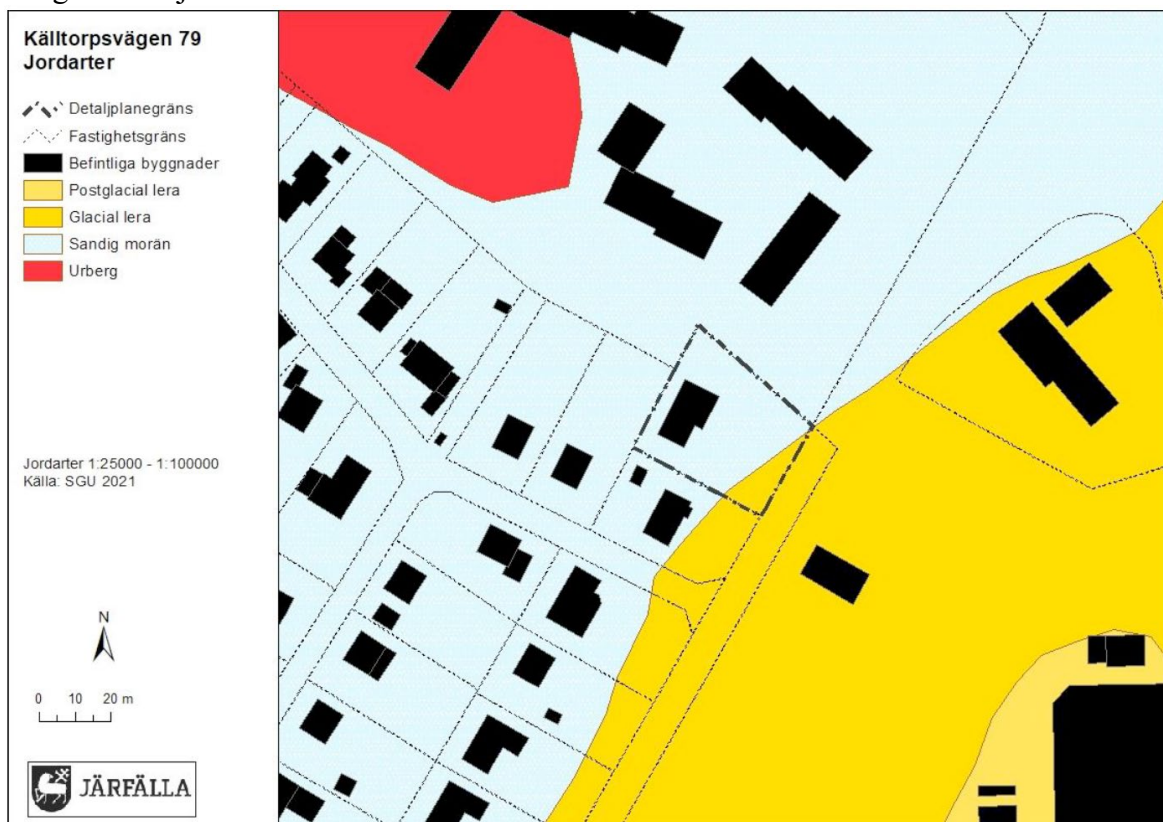 Källtorpsvägen 79
Jordarter
Detaljplanegräns
Fastighetsgräns
Befintliga byggnader
Postglacial lera
Glacial lera
Sandig morän
Urberg
Jordarter 1:25000 - 1:100000
Källa: SGU 2021
N
0 10 20 m
JÄRFÄLLA